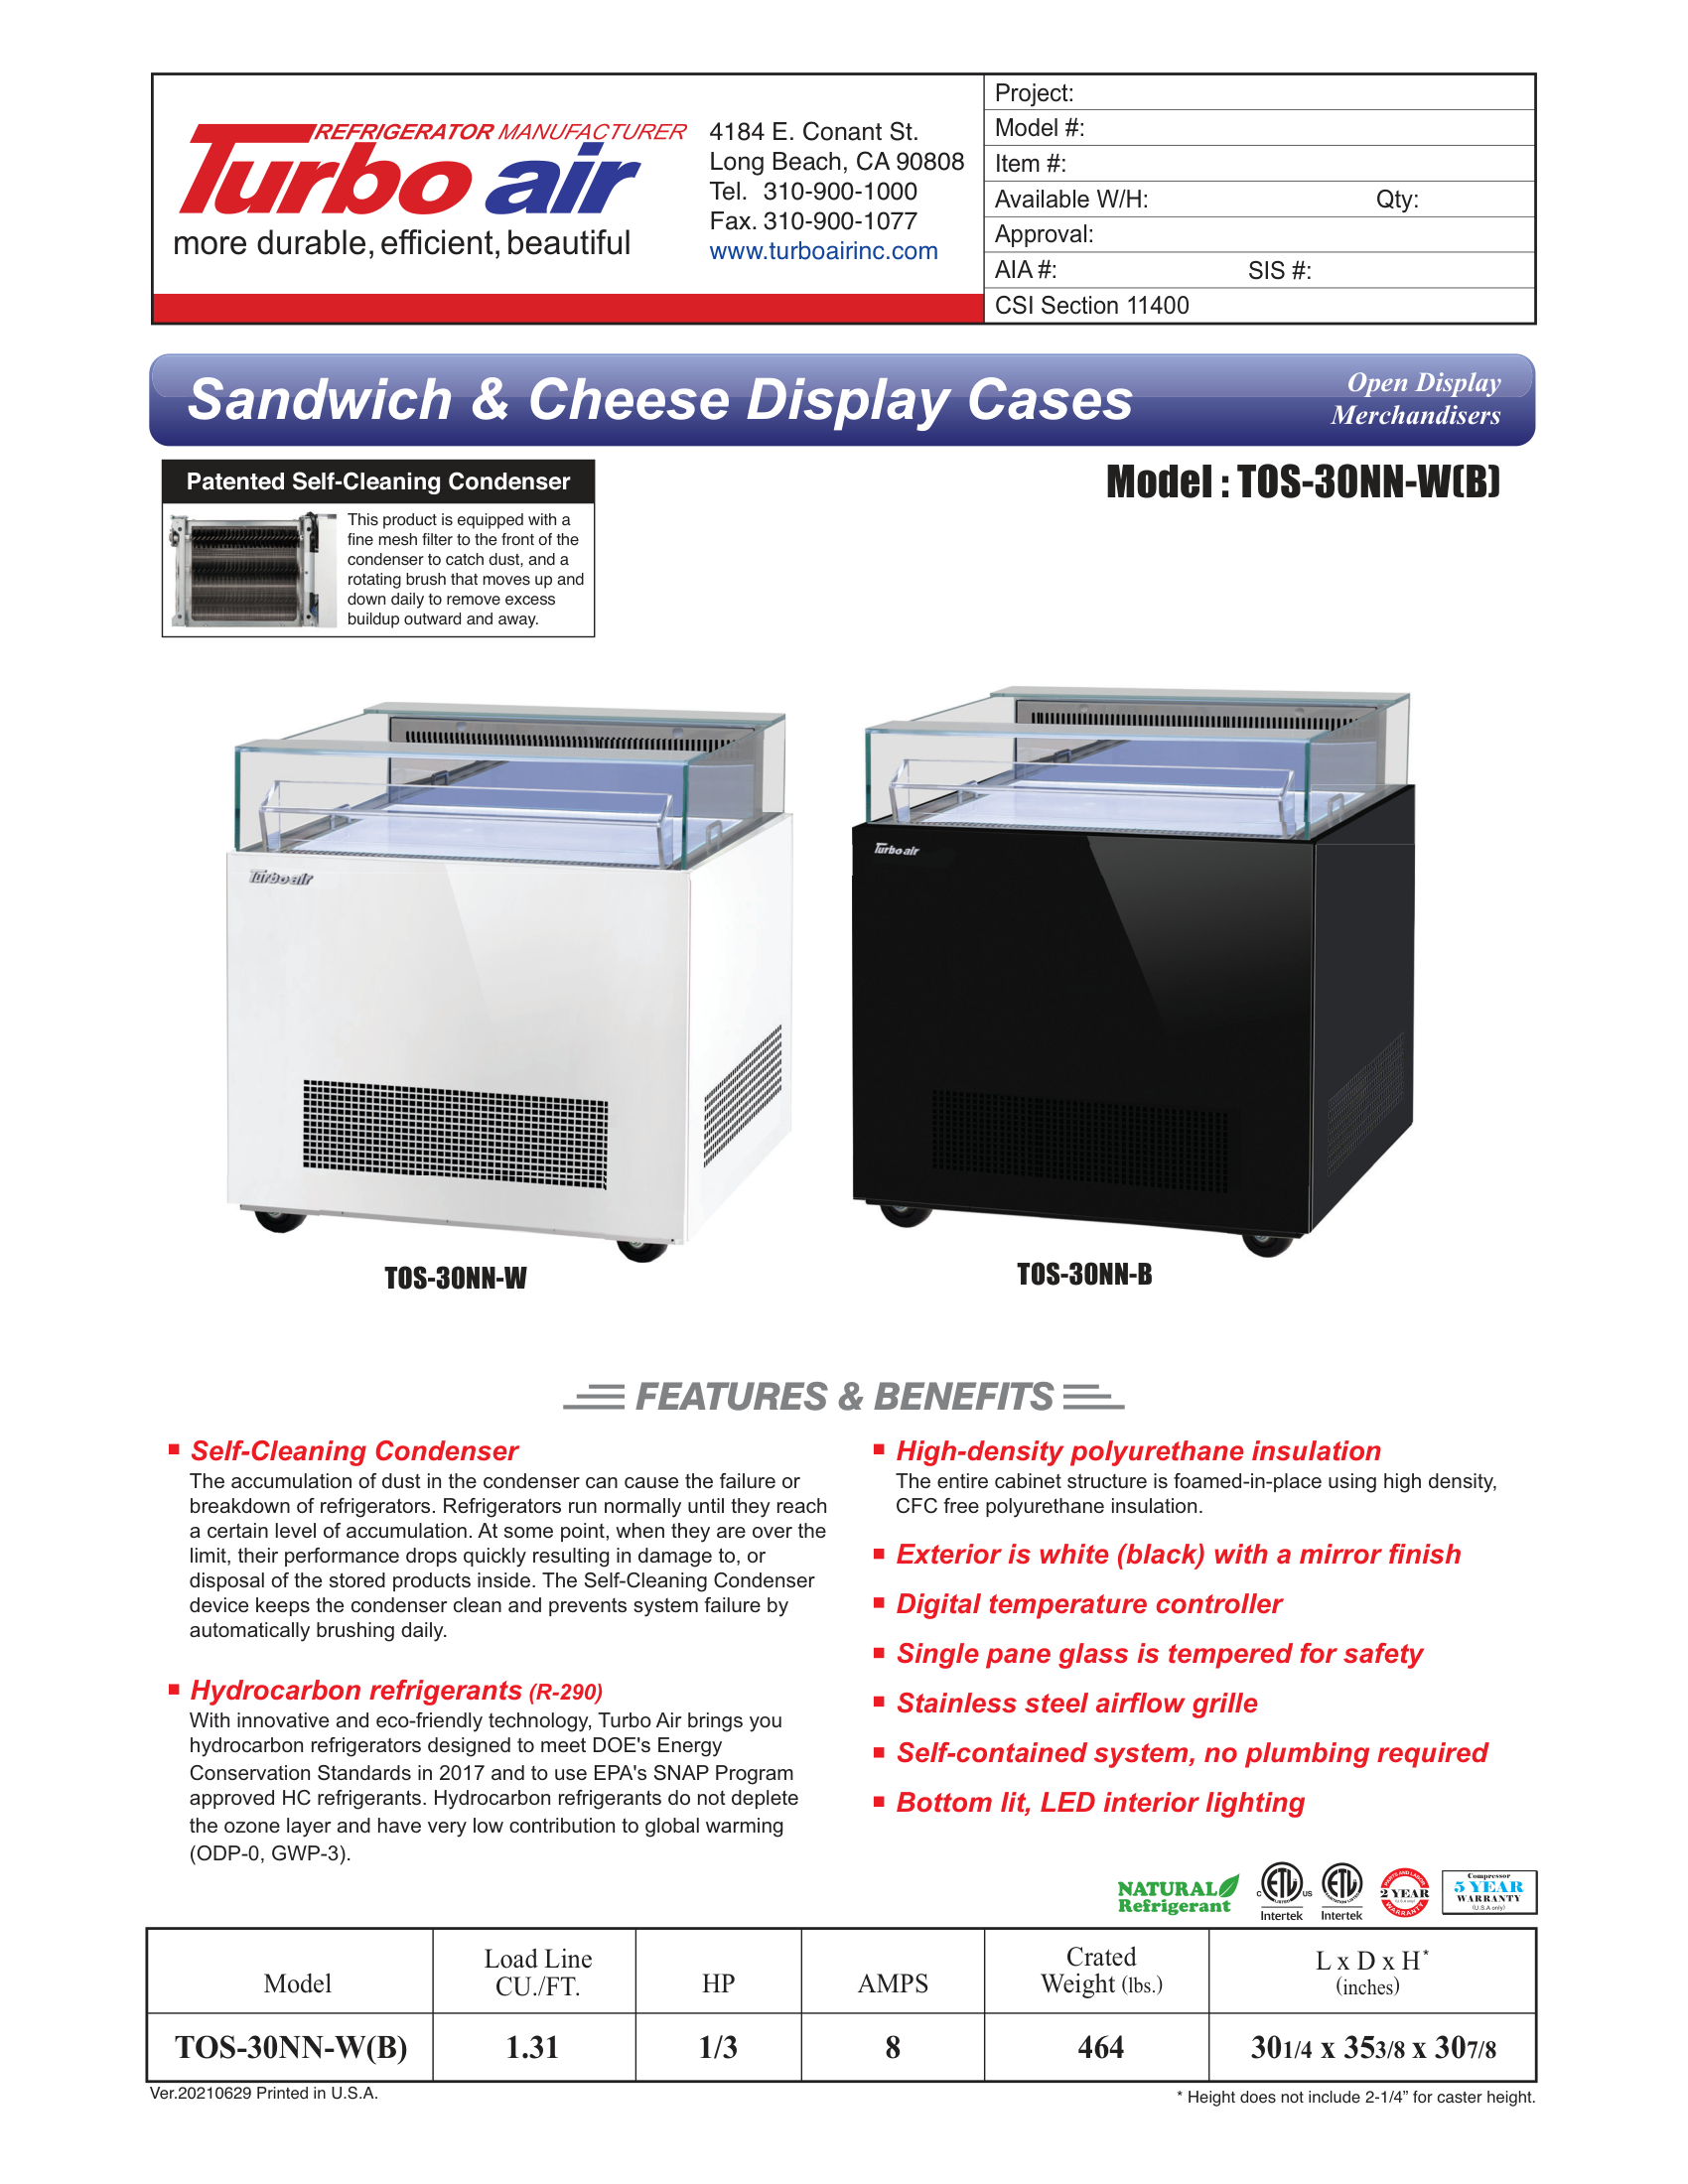 REFRIGERATOR MANUFACTURER
Turbo air
more durable, efficient, beautiful
4184 E. Conant St.
Long Beach, CA 90808
Tel. 310-900-1000
Fax. 310-900-1077
www.turboairinc.com
Project:
Model #:
Item #:
Available W/H: Qty:
Approval:
AIA #: SIS #:
CSI Section 11400
Sandwich & Cheese Display Cases
Open Display
Merchandisers
Patented Self-Cleaning Condenser
This product is equipped with a
fine mesh filter to the front of the
condenser to catch dust, and a
rotating brush that moves up and
down daily to remove excess
buildup outward and away.
Model : TOS-30NN-W(B)
Turbo air
Turbo air
TOS-30NN-W
TOS-30NN-B
FEATURES & BENEFITS
Self-Cleaning Condenser
The accumulation of dust in the condenser can cause the failure or
breakdown of refrigerators. Refrigerators run normally until they reach
a certain level of accumulation. At some point, when they are over the
limit, their performance drops quickly resulting in damage to, or
disposal of the stored products inside. The Self-Cleaning Condenser
device keeps the condenser clean and prevents system failure by
automatically brushing daily.
Hydrocarbon refrigerants (R-290)
With innovative and eco-friendly technology, Turbo Air brings you
hydrocarbon refrigerators designed to meet DOE's Energy
Conservation Standards in 2017 and to use EPA's SNAP Program
approved HC refrigerants. Hydrocarbon refrigerants do not deplete
the ozone layer and have very low contribution to global warming
(ODP-0, GWP-3).
High-density polyurethane insulation
The entire cabinet structure is foamed-in-place using high density,
CFC free polyurethane insulation.
Exterior is white (black) with a mirror finish
Digital temperature controller
Single pane glass is tempered for safety
Stainless steel airflow grille
Self-contained system, no plumbing required
Bottom lit, LED interior lighting
NATURAL
Refrigerant
C ETL US
Intertek
ETL
Intertek
PARTS AND LABOR
2 YEAR
WARRANTY
Compressor
5 YEAR
WARRANTY
(U.S.A only)
Model
Load Line
CU./FT.
HP
AMPS
Crated
Weight (lbs.)
L x D x H*
(inches)
TOS-30NN-W(B) 1.31 1/3 8 464 301/4 x 353/8 x 307/8
Ver.20210629 Printed in U.S.A.
* Height does not include 2-1/4” for caster height.